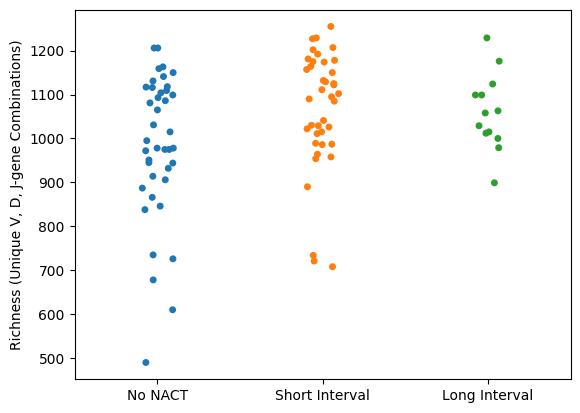 Richness (Unique V, D, J-gene Combinations)
1200
1100
1000
900
800
700
600
500
No NACT
Short Interval
Long Interval